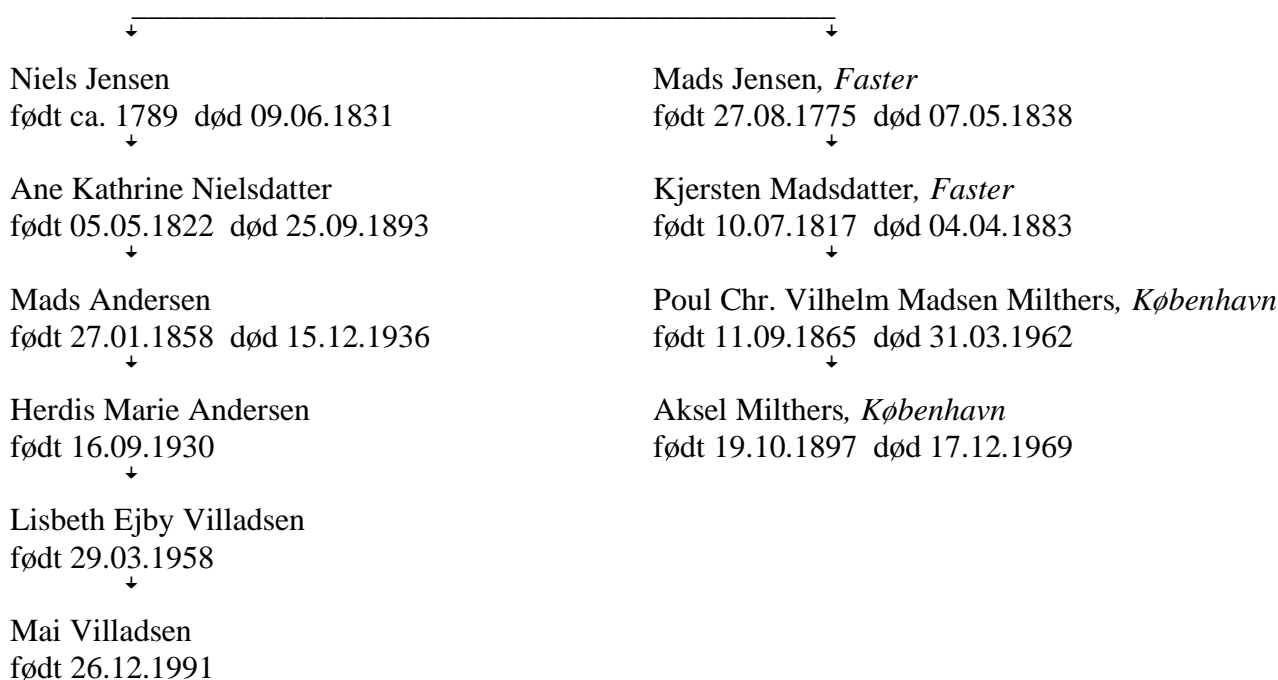 Niels Jensen
født ca. 1789 død 09.06.1831
Ane Kathrine Nielsdatter
født 05.05.1822 død 25.09.1893
Mads Andersen
født 27.01.1858 død 15.12.1936
Herdis Marie Andersen
født 16.09.1930
Lisbeth Ejby Villadsen
født 29.03.1958
Mai Villadsen
født 26.12.1991
Mads Jensen, Faster
født 27.08.1775 død 07.05.1838
Kjersten Madsdatter, Faster
født 10.07.1817 død 04.04.1883
Poul Chr. Vilhelm Madsen Milthers, København
født 11.09.1865 død 31.03.1962
Aksel Milthers, København
født 19.10.1897 død 17.12.1969